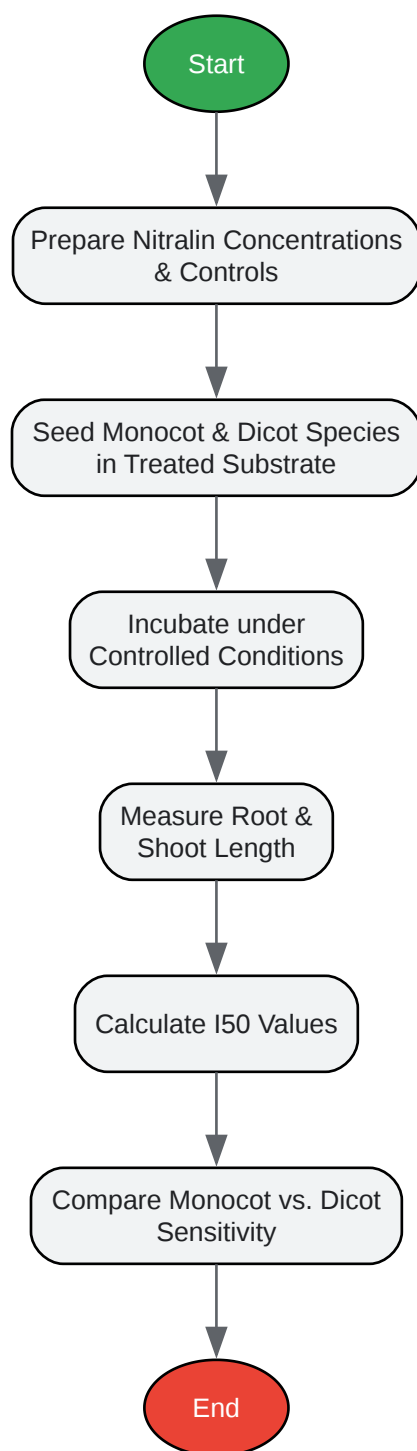 Start
Prepare Nitralin Concentrations
& Controls
Seed Monocot & Dicot Species
in Treated Substrate
Incubate under
Controlled Conditions
Measure Root &
Shoot Length
Calculate I50 Values
Compare Monocot vs. Dicot
Sensitivity
End